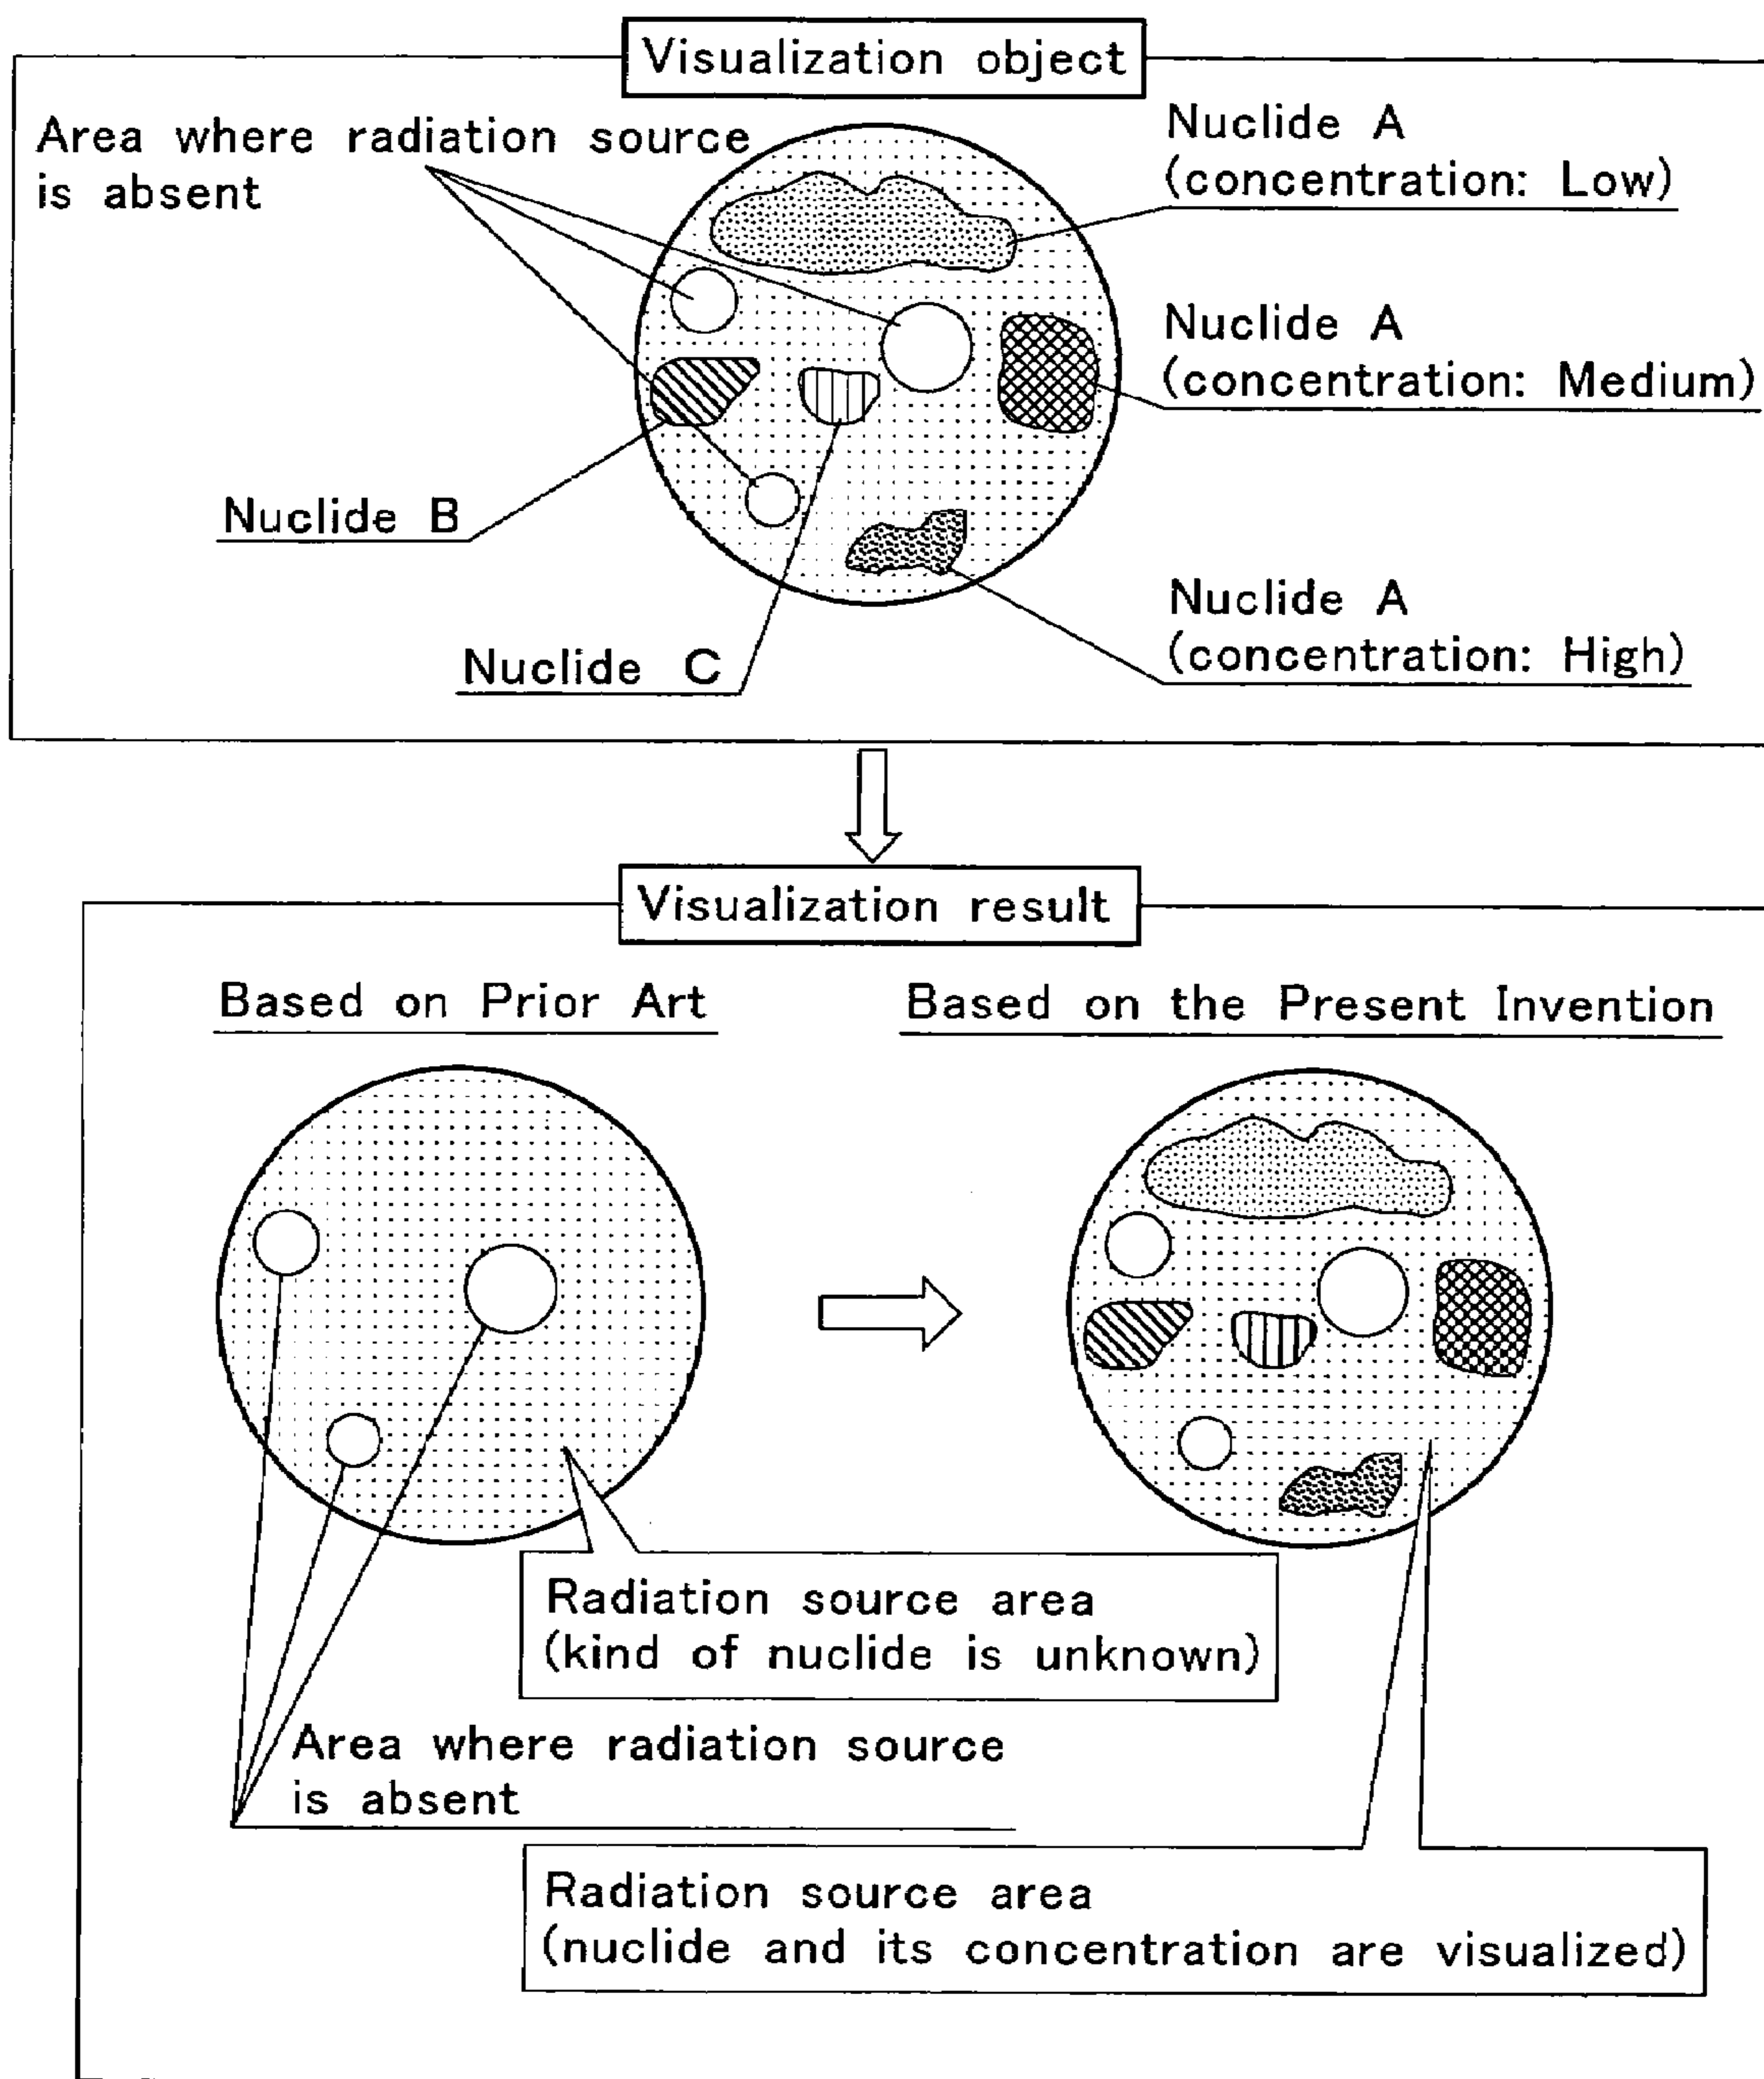 Visualization object
Area where radiation source
is absent
Nuclide A
(concentration: Low)
Nuclide A
(concentration: Medium)
Nuclide B
Nuclide A
(concentration: High)
Nuclide C
Visualization result
Based on Prior Art
Based on the Present Invention
Radiation source area
(kind of nuclide is unknown)
Area where radiation source
is absent
Radiation source area
(nuclide and its concentration are visualized)